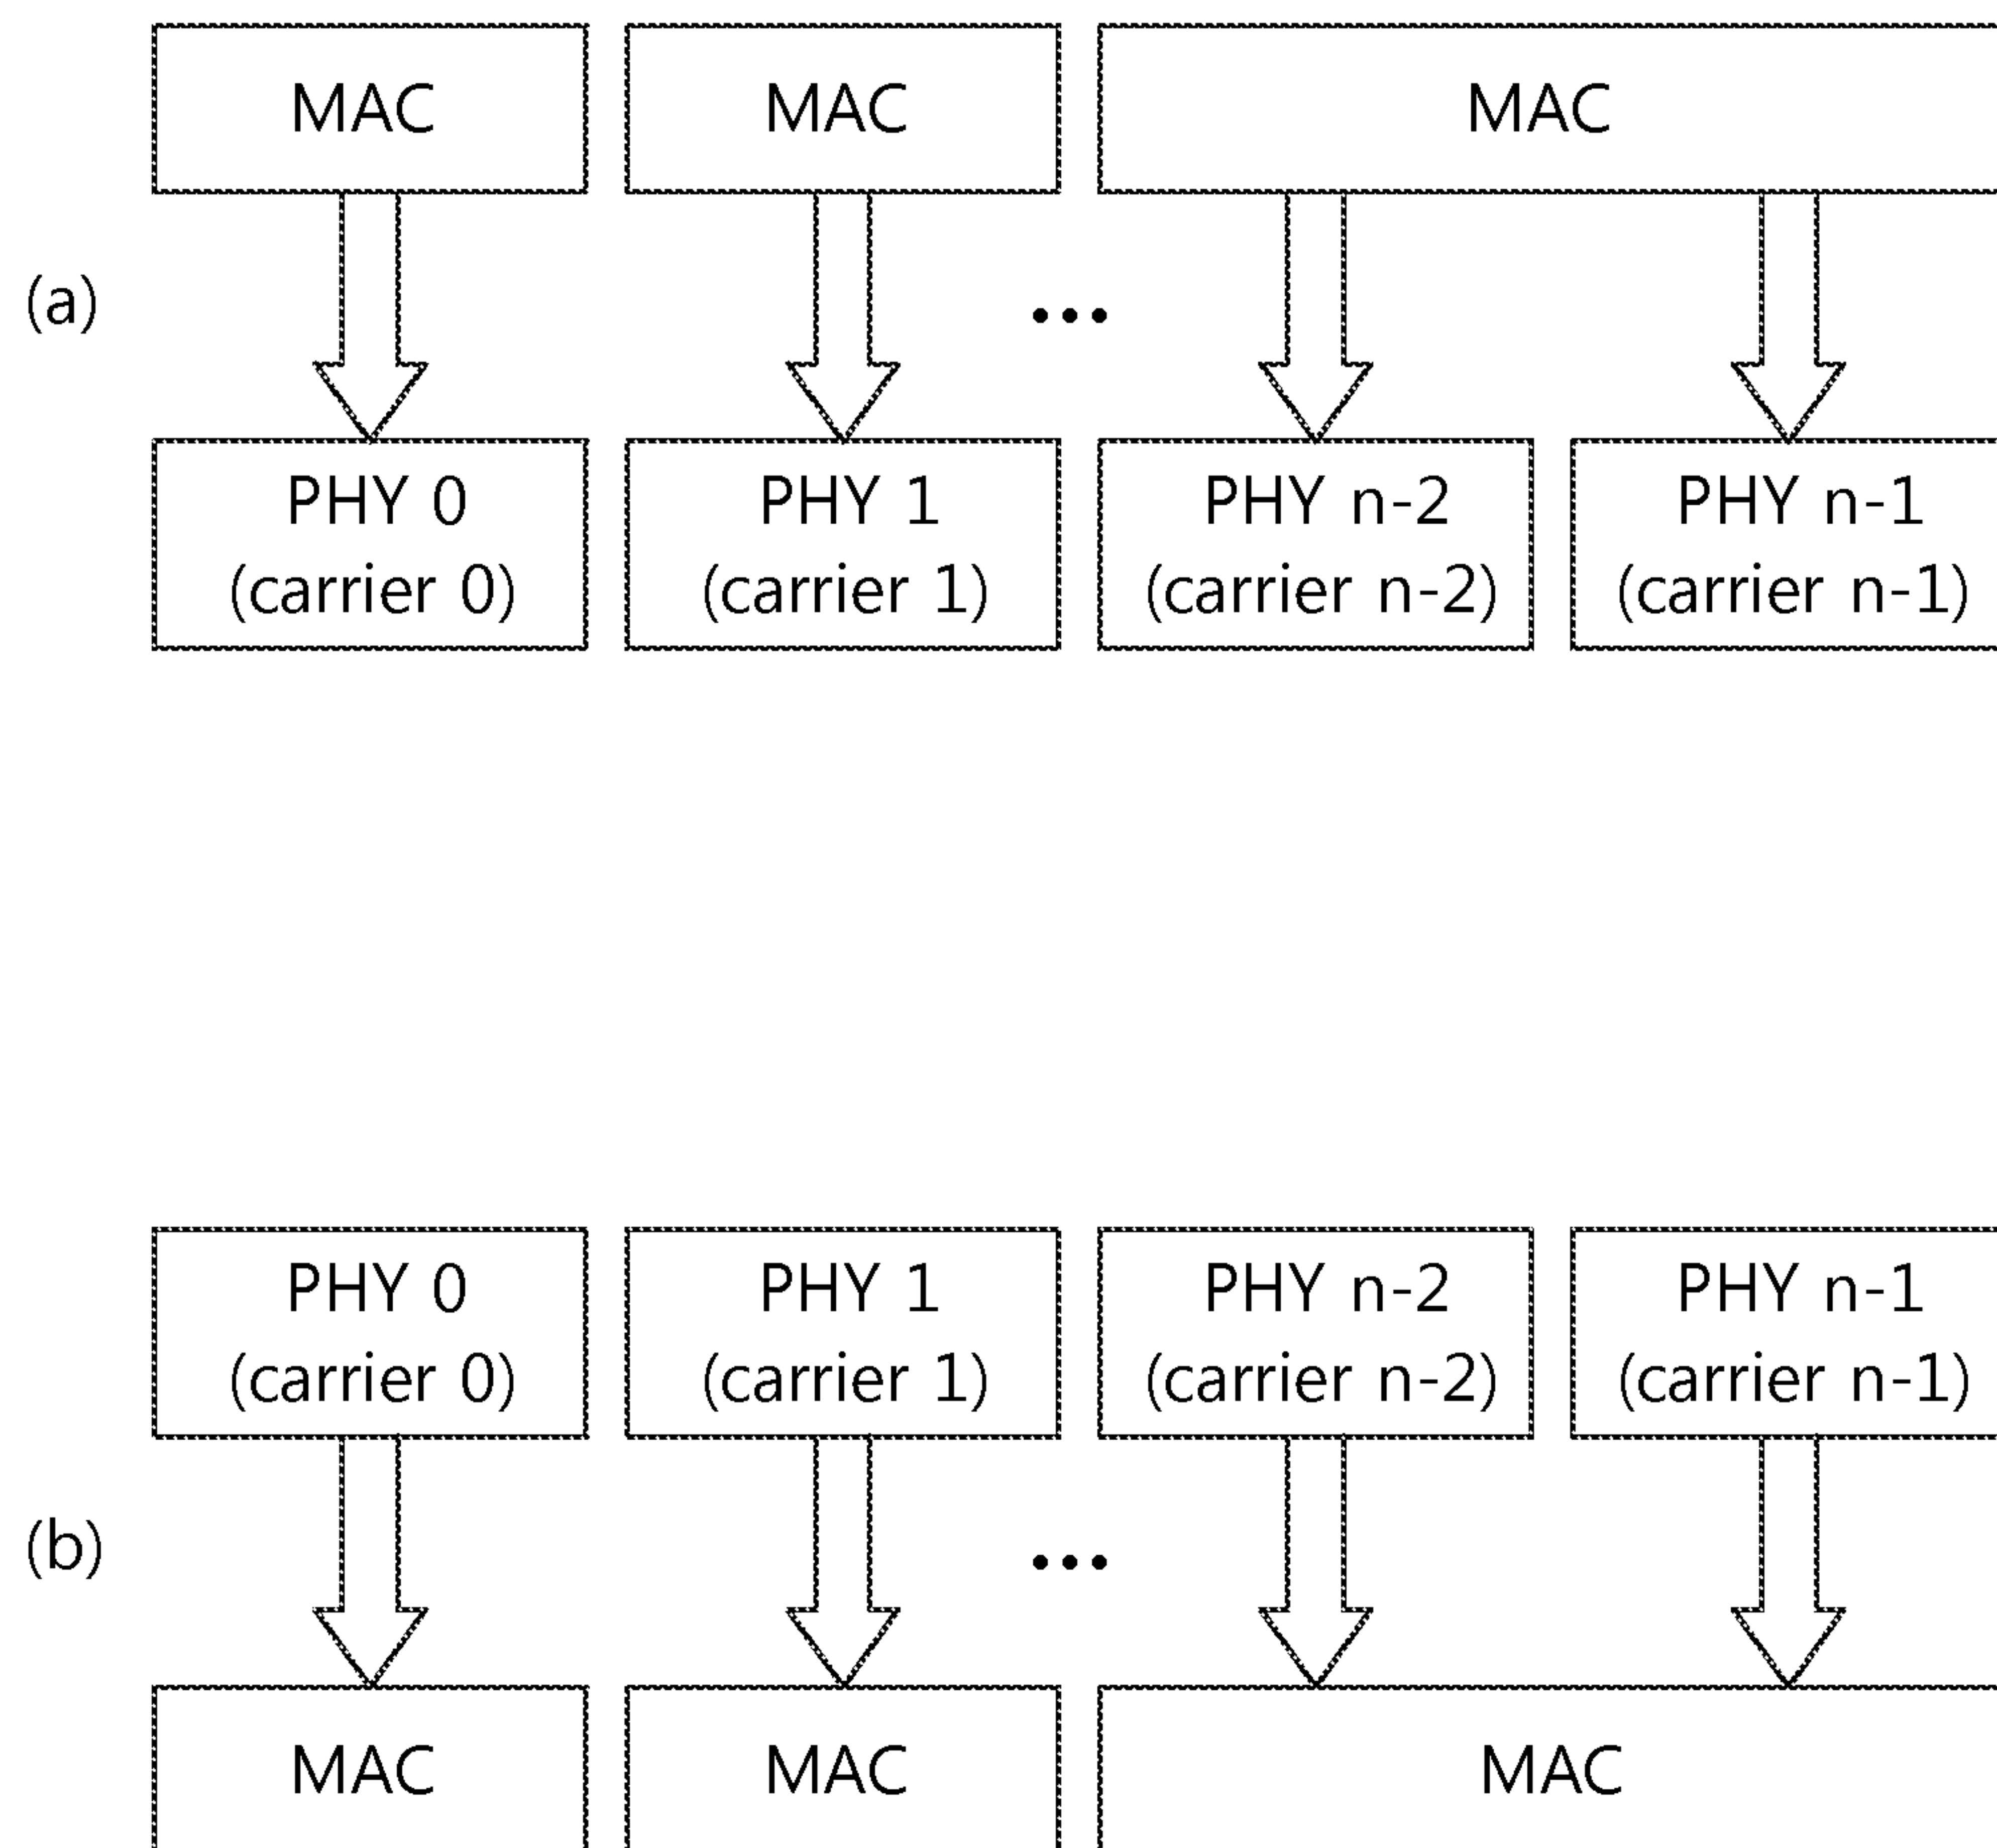 MAC MAC MAC
(a)
PHY 0 PHY 1 PHY n-2 PHY n-1
(carrier 0) (carrier 1) (carrier n-2) (carrier n-1)
PHY 0 PHY 1 PHY n-2 PHY n-1
(carrier 0) (carrier 1) (carrier n-2) (carrier n-1)
(b)
MAC MAC MAC